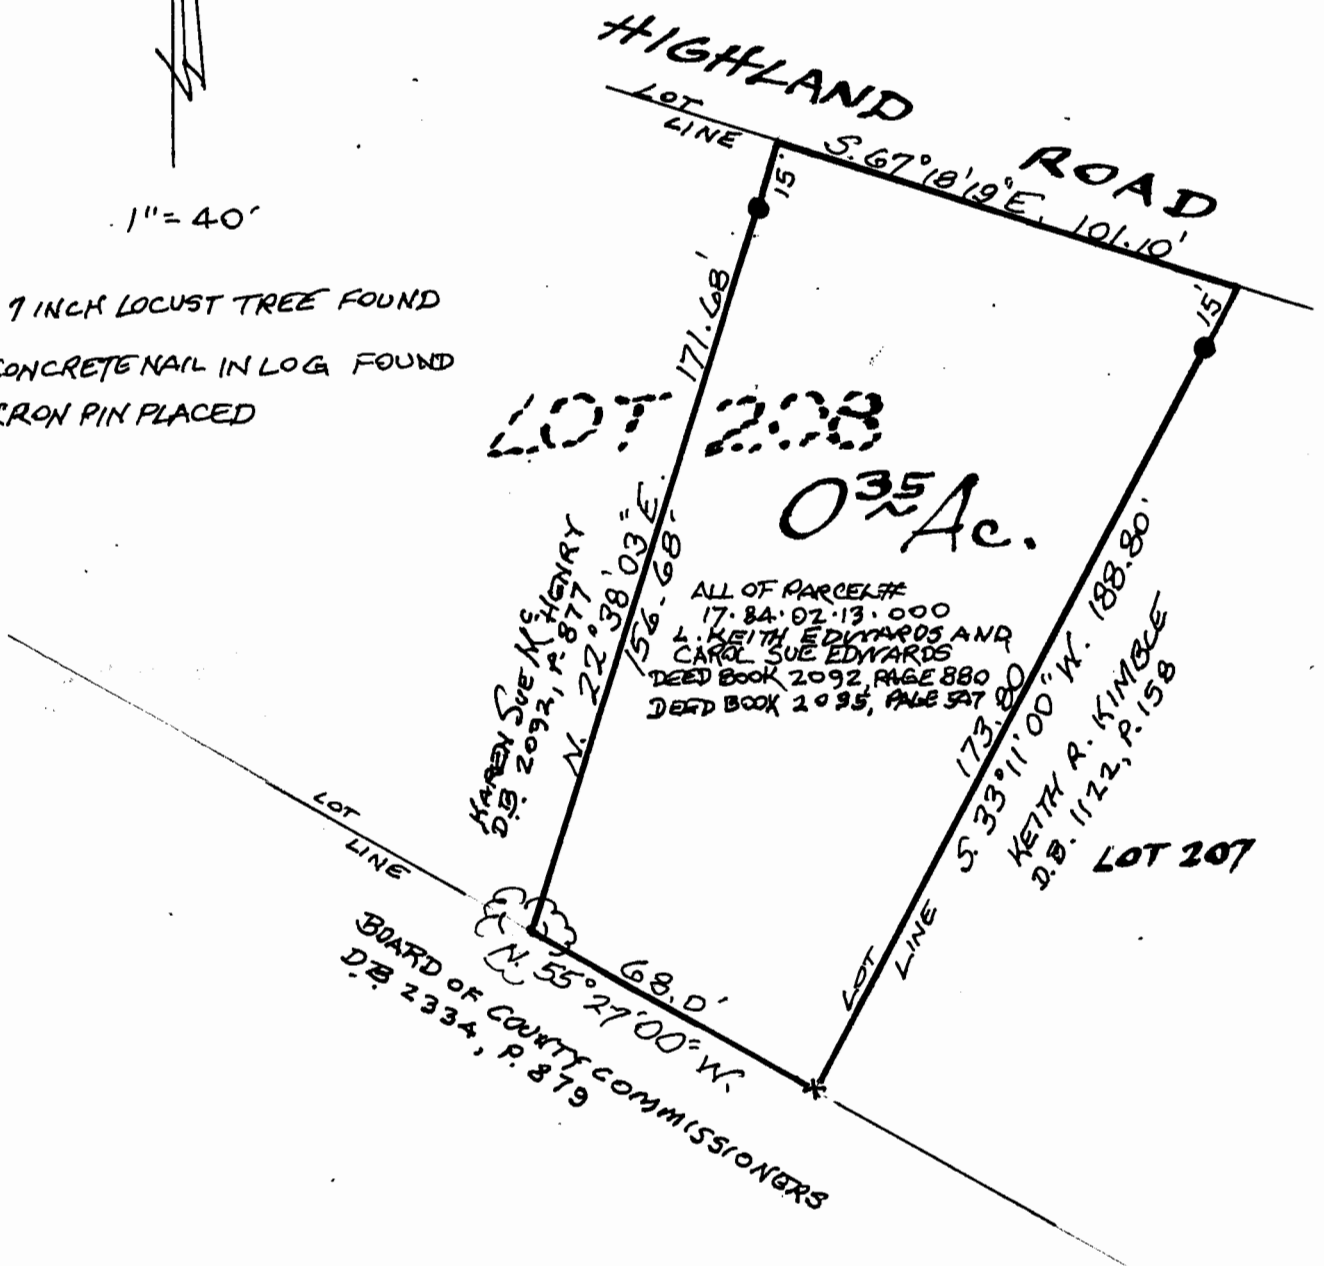 HIGHLAND ROAD
LOT
LINE
S. 67°18'19"E. 101.10'
15'
15'
1"= 40'
7 INCH LOCUST TREE FOUND
CONCRETE NAIL IN LOG FOUND
IRON PIN PLACED
171.68'
LOT 208
0 35 Ac.
N. 22°38'03"E.
156.68'
KAREN SUE McHENRY
D.B. 2092, P. 877
ALL OF PARCEL#
17.84.02.13.000
L. KEITH EDWARDS AND
CAROL SUE EDWARDS
DEED BOOK 2092, PAGE 880
DEED BOOK 2095, PAGE 547
173.80
S. 33°11'00"W. 188.80'
KEITH R. KIMBLE
D.B. 1122, P. 158
LOT 207
LOT
LINE
LOT
LINE
68.0'
N. 55°27'00"W.
BOARD OF COUNTY COMMISSIONERS
D.B. 2334, P. 879